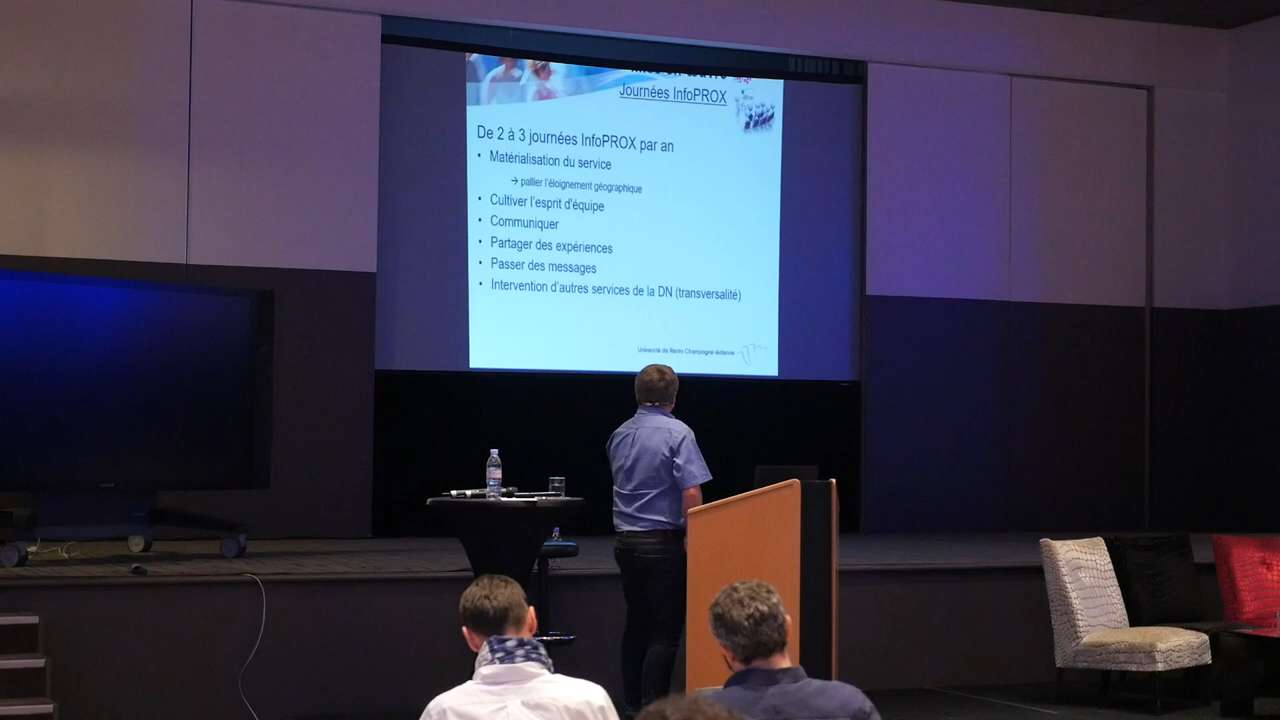 Journées InfoPROX
De 2 à 3 journées InfoPROX par an
• Matérialisation du service
→ pallier l'éloignement géographique
• Cultiver l'esprit d'équipe
• Communiquer
• Partager des expériences
• Passer des messages
• Intervention d'autres services de la DN (transversalité)
Université de Reims Champagne-Ardenne